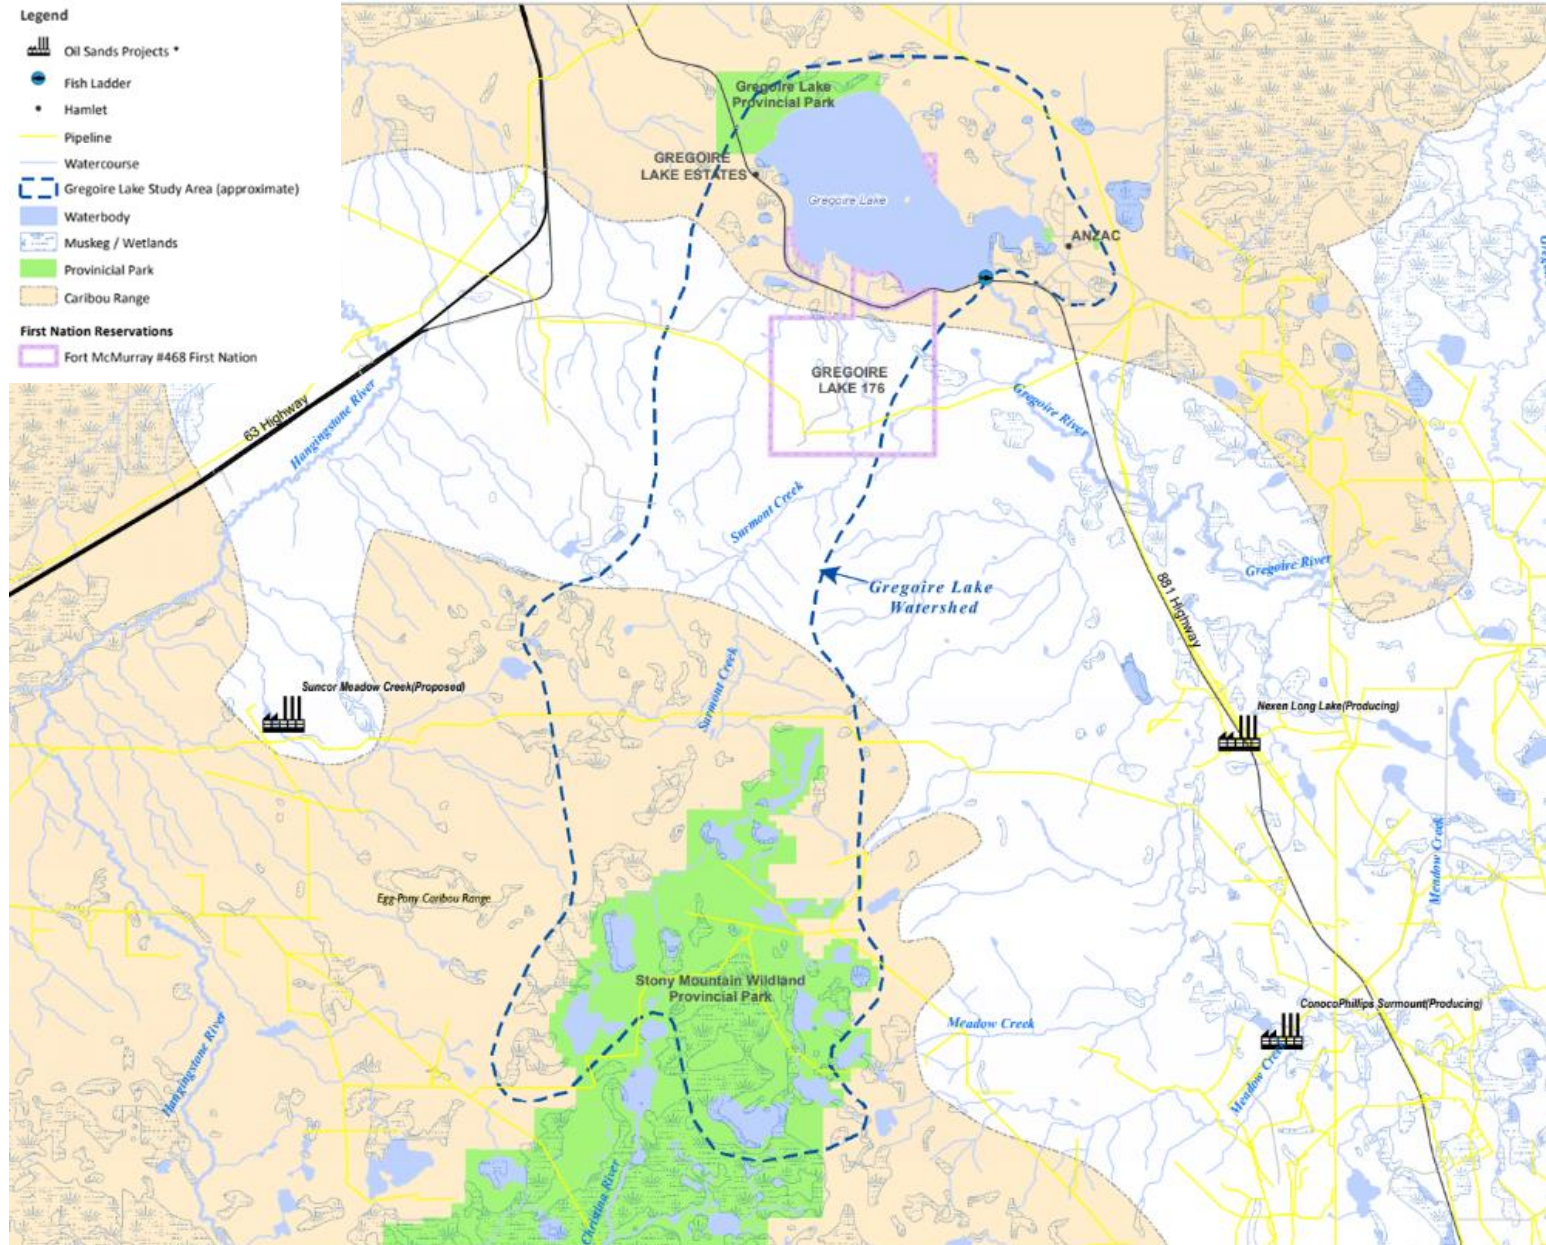 Legend
Oil Sands Projects *
Fish Ladder
Hamlet
Pipeline
Watercourse
Gregoire Lake Study Area (approximate)
Waterbody
Muskeg / Wetlands
Provinicial Park
Caribou Range
First Nation Reservations
Fort McMurray #468 First Nation
Gregoire Lake
Provincial Park
GREGOIRE
LAKE ESTATES
Gregoire Lake
ANZAC
GREGOIRE
LAKE 176
63 Highway
Hangingstone River
Gregoire River
Surmont Creek
Gregoire River
Gregoire Lake
Watershed
881 Highway
Surmont Creek
Suncor Meadow Creek(Proposed)
Nexen Long Lake(Producing)
Meadow Creek
Egg-Pony Caribou Range
Stony Mountain Wildland
Provincial Park
ConocoPhillips Surmount(Producing)
Meadow Creek
Meadow Creek
Hangingstone River
Christina River